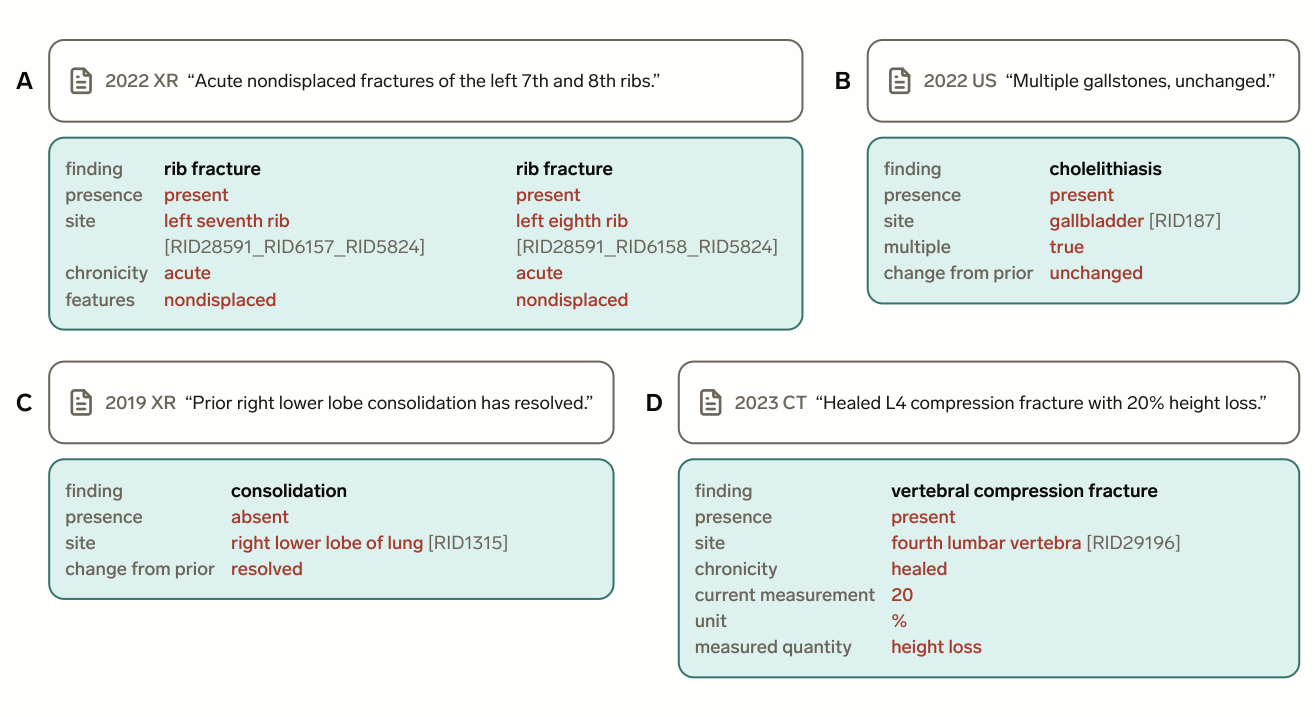 A
2022 XR “Acute nondisplaced fractures of the left 7th and 8th ribs.”
finding rib fracture rib fracture
presence present present
site left seventh rib left eighth rib
[RID28591_RID6157_RID5824] [RID28591_RID6158_RID5824]
chronicity acute acute
features nondisplaced nondisplaced
B
2022 US “Multiple gallstones, unchanged.”
finding cholelithiasis
presence present
site gallbladder [RID187]
multiple true
change from prior unchanged
C
2019 XR “Prior right lower lobe consolidation has resolved.”
finding consolidation
presence absent
site right lower lobe of lung [RID1315]
change from prior resolved
D
2023 CT “Healed L4 compression fracture with 20% height loss.”
finding vertebral compression fracture
presence present
site fourth lumbar vertebra [RID29196]
chronicity healed
current measurement 20
unit %
measured quantity height loss